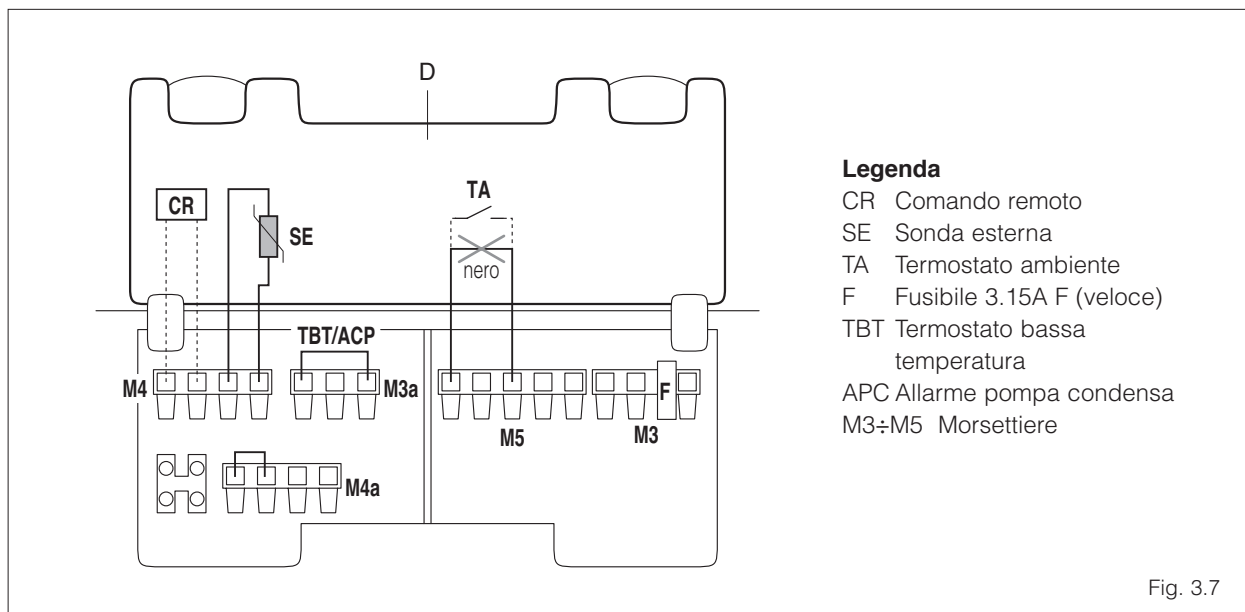 D
CR
SE
TA
nero
TBT/ACP
M4
M3a
M5
F
M3
M4a
Legenda
CR Comando remoto
SE Sonda esterna
TA Termostato ambiente
F Fusibile 3.15A F (veloce)
TBT Termostato bassa
temperatura
APC Allarme pompa condensa
M3÷M5 Morsettiere
Fig. 3.7